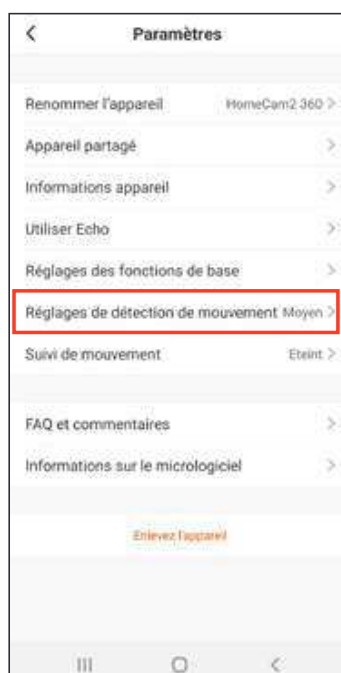 Paramètres
Renommer l'appareil HomeCam2 360
Appareil partagé
Informations appareil
Utiliser Echo
Réglages des fonctions de base
Réglages de détection de mouvement Moyen
Suivi de mouvement Eteint
FAQ et commentaires
Informations sur le micrologiciel
Enlevez l'appareil